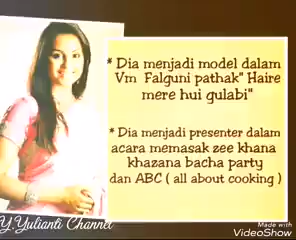 * Dia menjadi model dalam
Vm Falguni pathak" Haire
mere hui gulabi"
* Dia menjadi presenter dalam
acara memasak zee khana
khazana bacha party
dan ABC ( all about cooking )
Y.Yulianti Channel
Made with
VideoShow